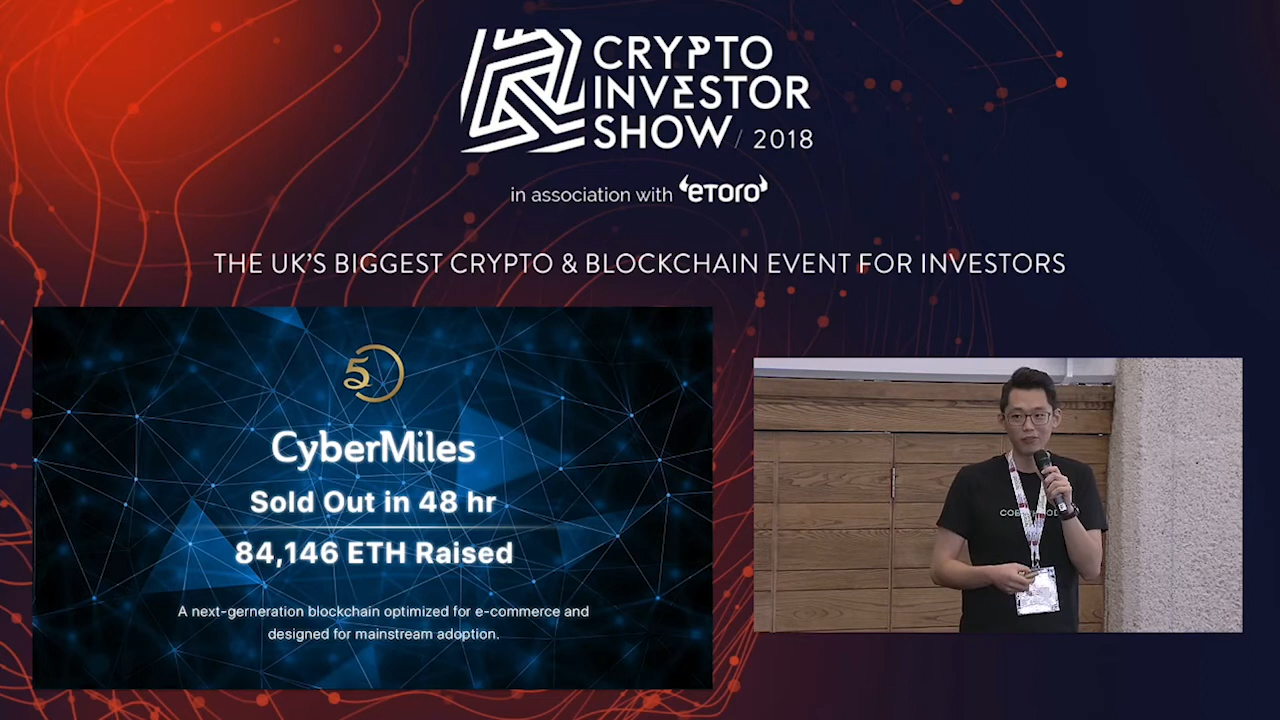 CRYPTO
INVESTOR
SHOW / 2018
in association with eToro
THE UK'S BIGGEST CRYPTO & BLOCKCHAIN EVENT FOR INVESTORS
50
CyberMiles
Sold Out in 48 hr
84,146 ETH Raised
A next-gerneration blockchain optimized for e-commerce and
designed for mainstream adoption.